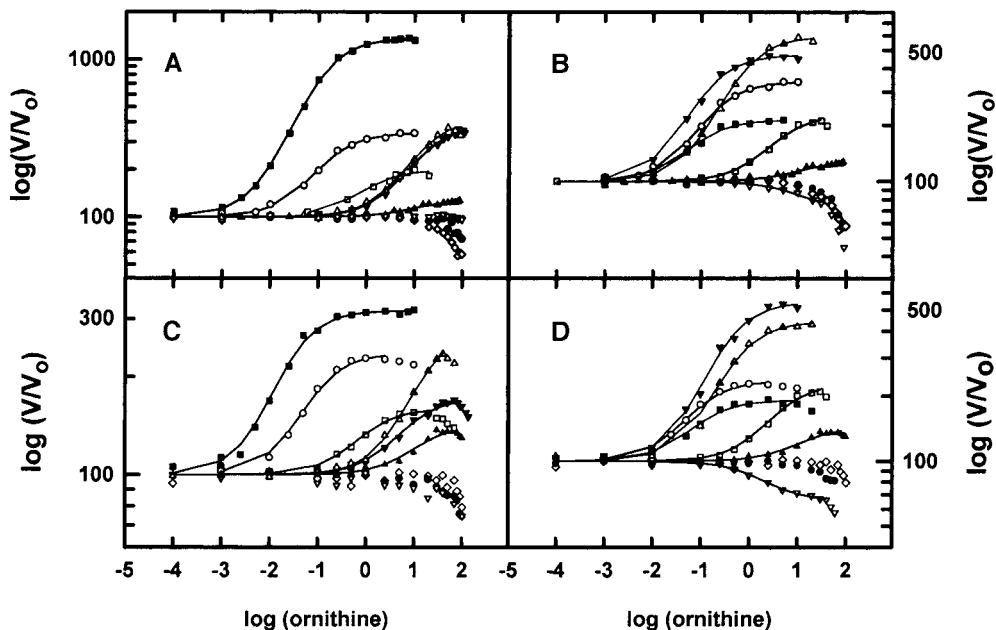 A
B
1000
100
log(V/Vo)
500
100
log(V/Vo)
C
D
300
100
log (V/Vo)
500
100
log (V/Vo)
-5 -4 -3 -2 -1 0 1 2 -5 -4 -3 -2 -1 0 1 2 3
log (ornithine) log (ornithine)